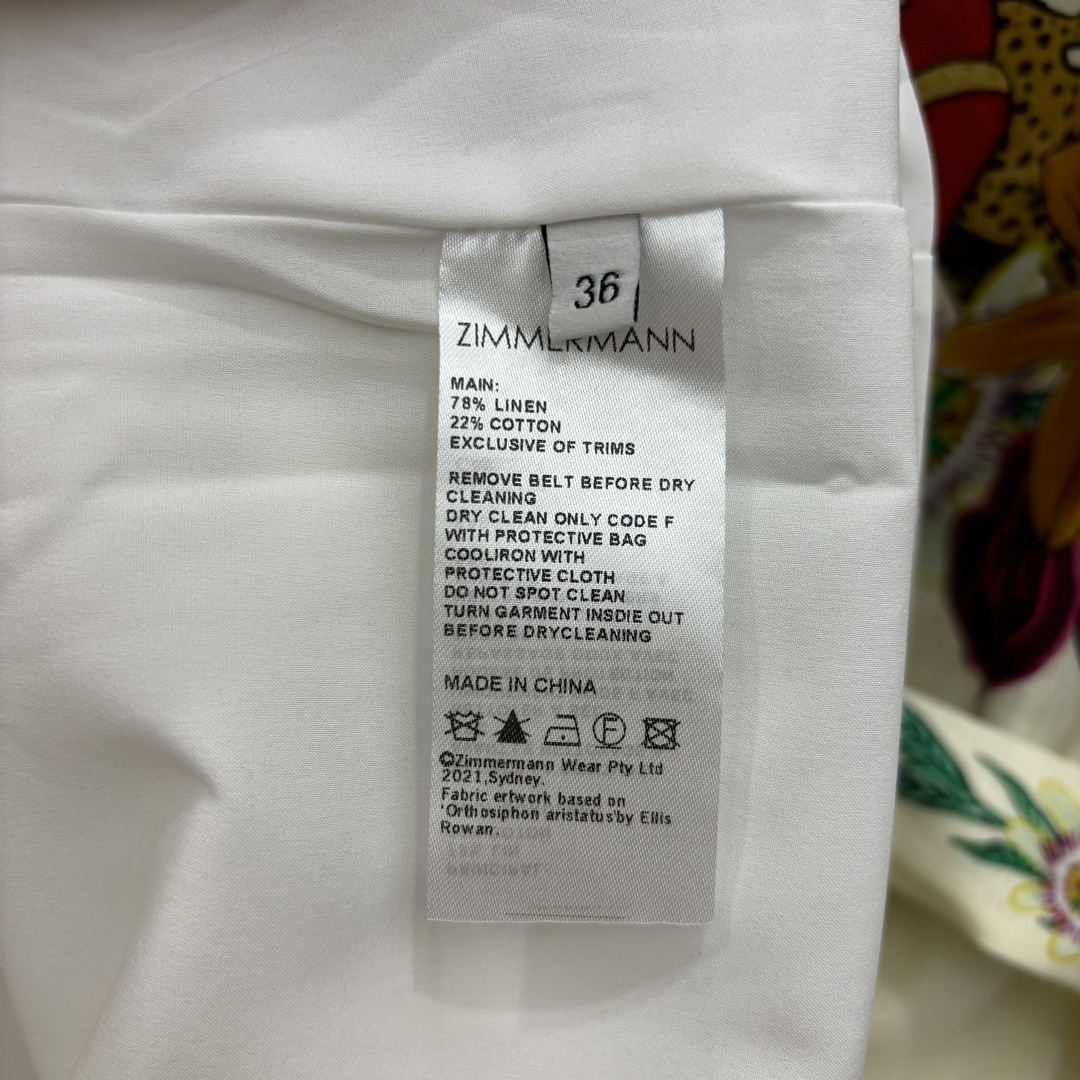 36
ZIMMERMANN
MAIN:
78% LINEN
22% COTTON
EXCLUSIVE OF TRIMS
REMOVE BELT BEFORE DRY
CLEANING
DRY CLEAN ONLY CODE F
WITH PROTECTIVE BAG
COOLIRON WITH
PROTECTIVE CLOTH
DO NOT SPOT CLEAN
TURN GARMENT INSDIE OUT
BEFORE DRYCLEANING
MADE IN CHINA
F
©Zimmermann Wear Pty Ltd
2021,Sydney.
Fabric ertwork based on
'Orthosiphon aristatus'by Ellis
Rowan.